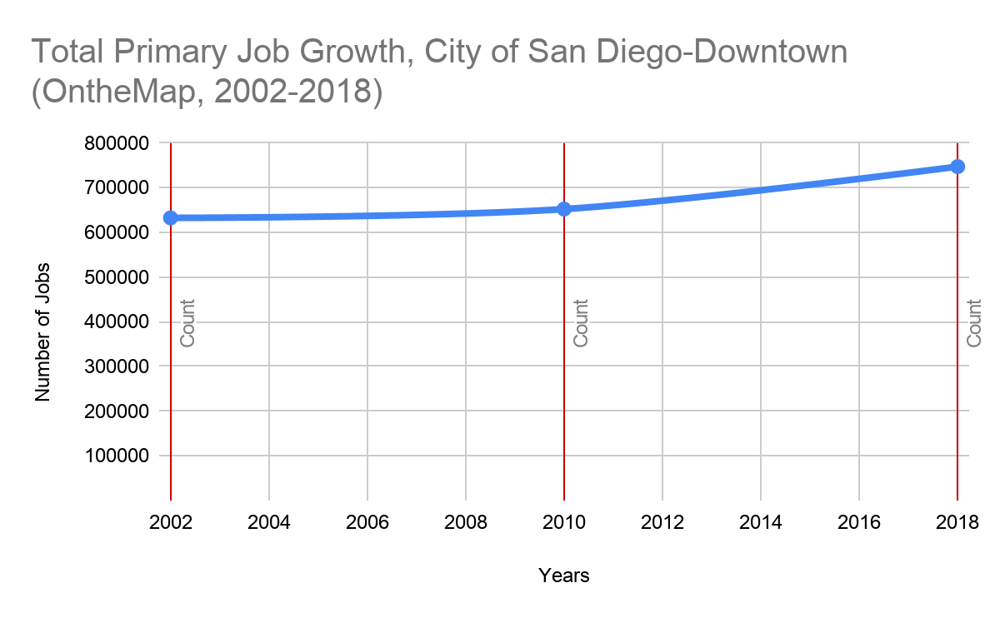 Total Primary Job Growth, City of San Diego-Downtown
(OntheMap, 2002-2018)
800000
700000
600000
500000
400000
300000
200000
100000
Number of Jobs
Count
Count
Count
2002 2004 2006 2008 2010 2012 2014 2016 2018
Years